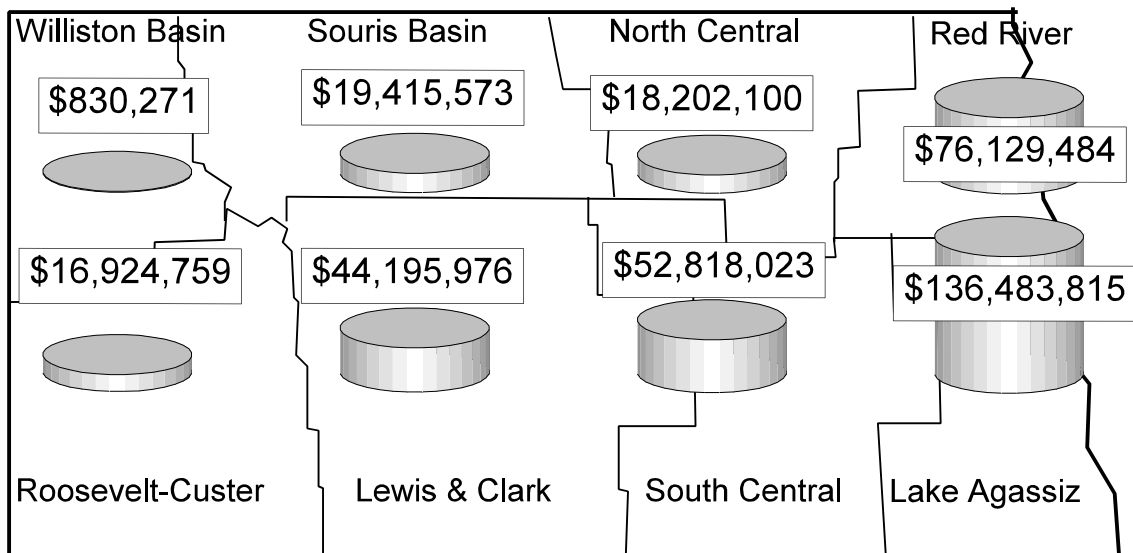 Williston Basin
Souris Basin
North Central
Red River
$830,271
$19,415,573
$18,202,100
$76,129,484
$16,924,759
$44,195,976
$52,818,023
$136,483,815
Roosevelt-Custer
Lewis & Clark
South Central
Lake Agassiz